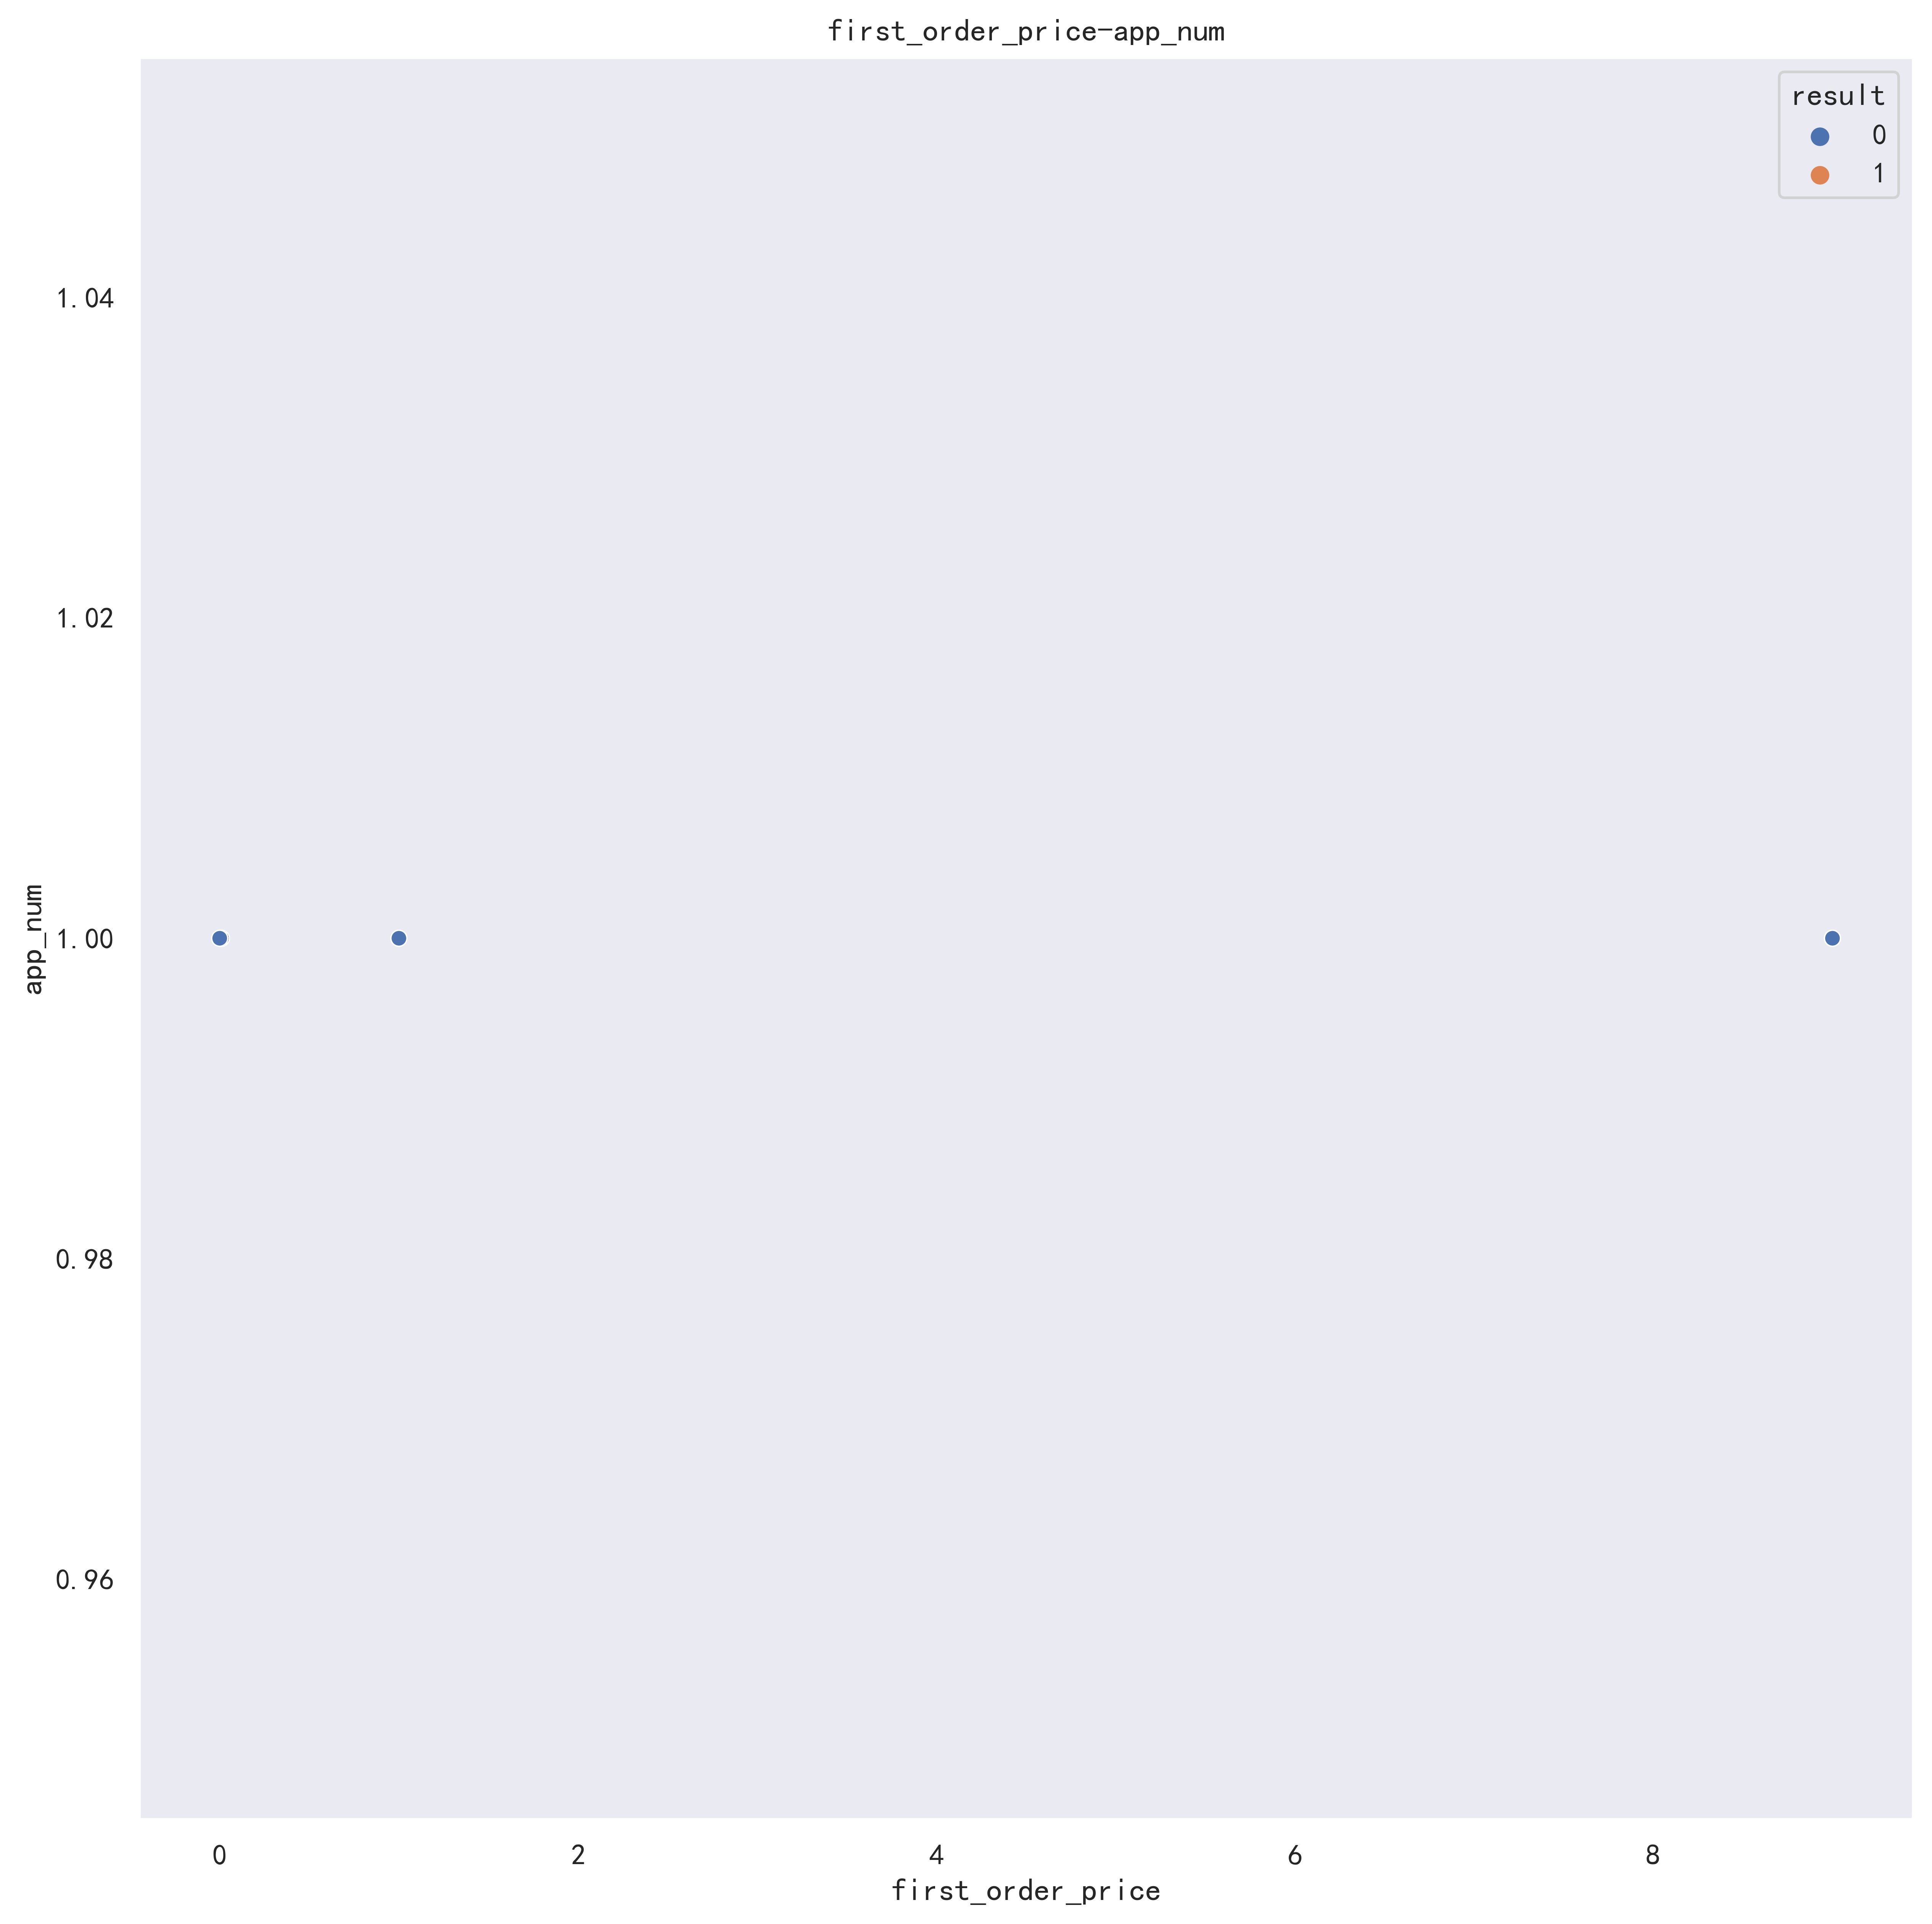 first_order_price-app_num
result
0
1
1.04
1.02
1.00
0.98
0.96
app_num
0 2 4 6 8
first_order_price